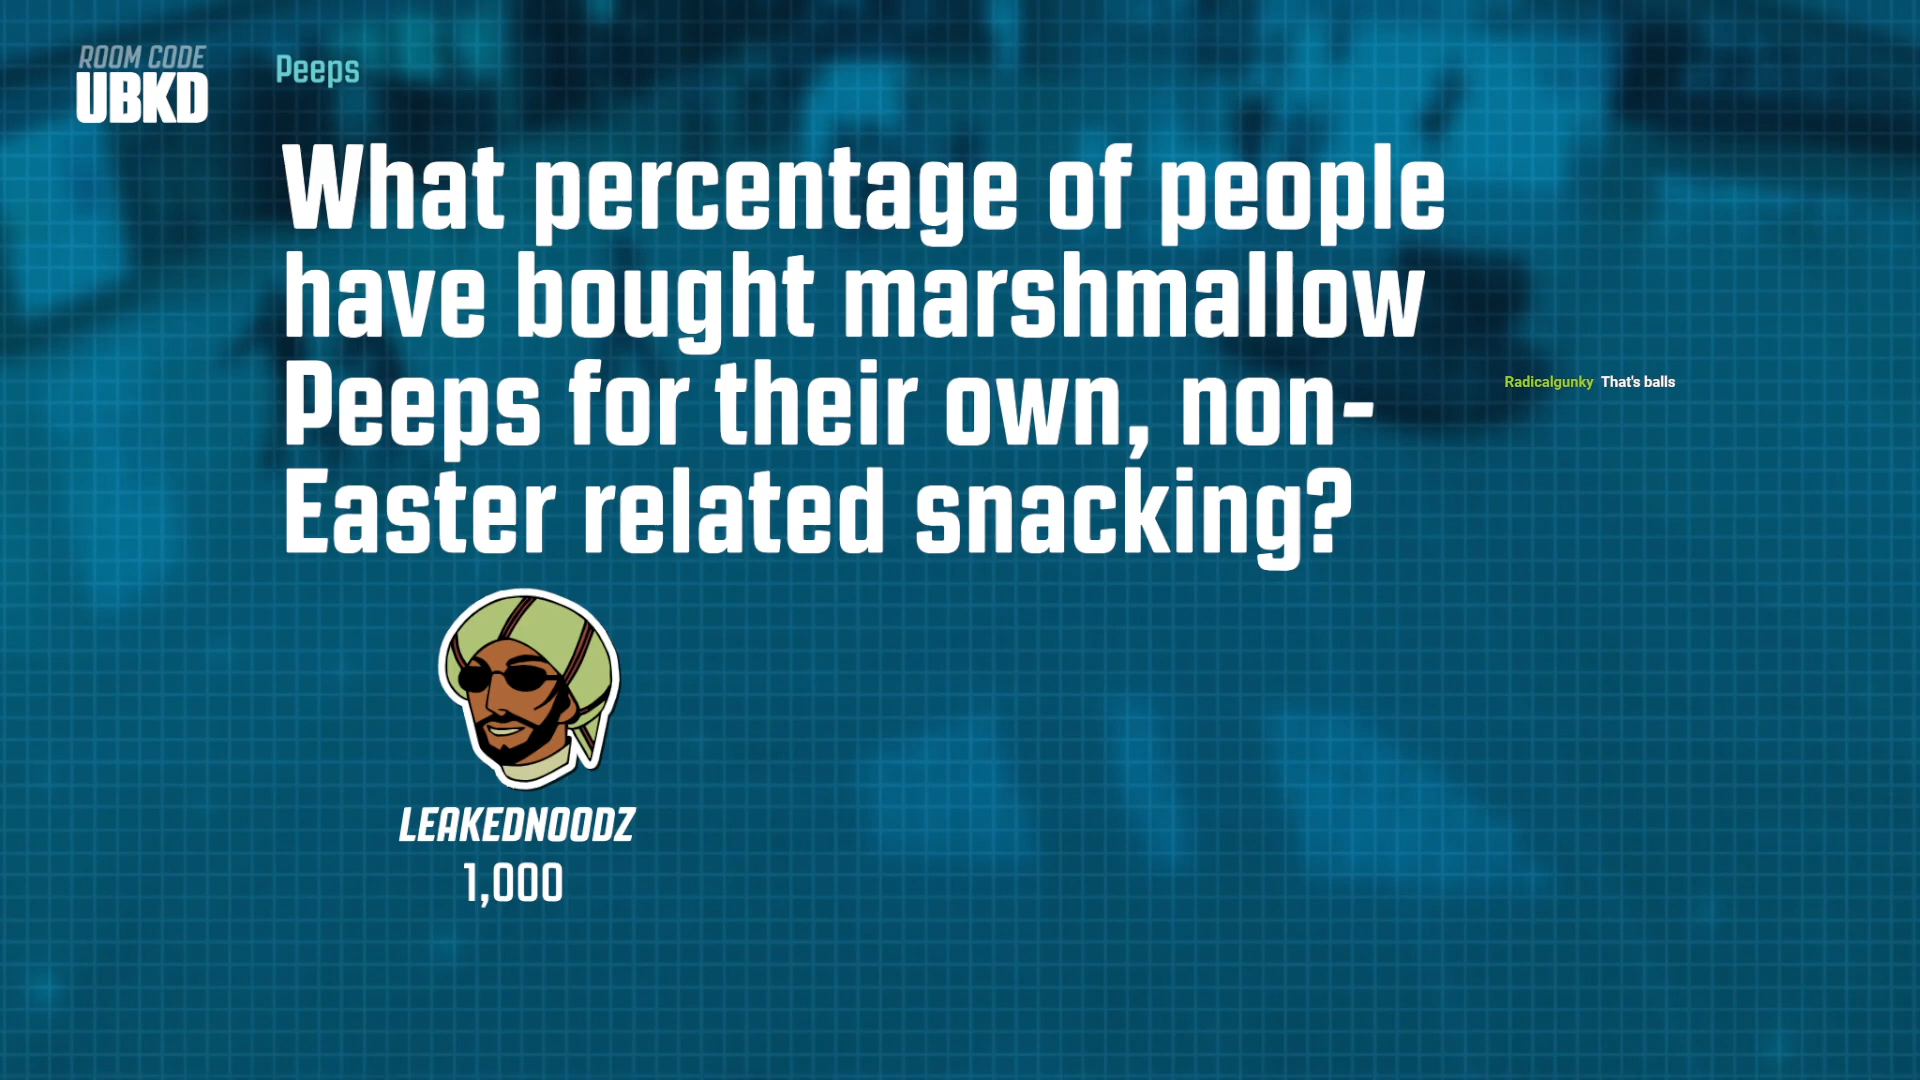 ROOM CODE
UBKD
Peeps
What percentage of people
have bought marshmallow
Peeps for their own, non-
Easter related snacking?
Radicalgunky That's balls
LEAKEDNOODZ
1,000